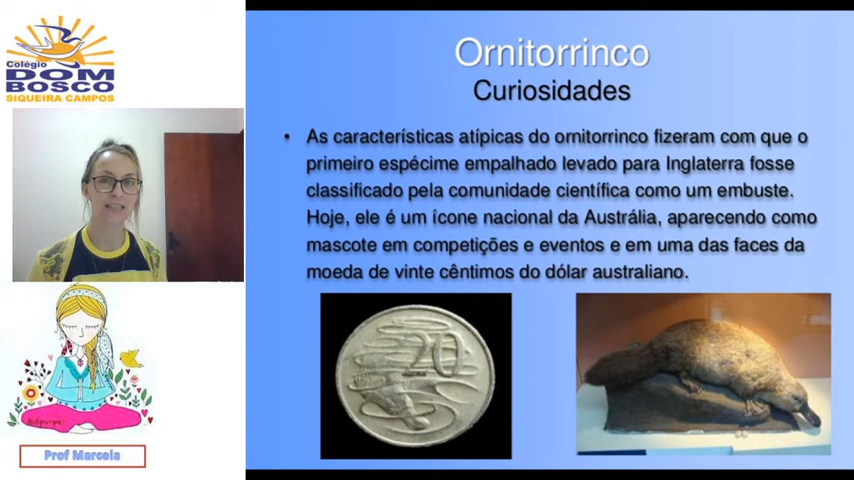 Colégio
DOM
BOSCO
SIQUEIRA CAMPOS
Prof Marcela
Ornitorrinco
Curiosidades
• As características atípicas do ornitorrinco fizeram com que o
primeiro espécime empalhado levado para Inglaterra fosse
classificado pela comunidade científica como um embuste.
Hoje, ele é um ícone nacional da Austrália, aparecendo como
mascote em competições e eventos e em uma das faces da
moeda de vinte cêntimos do dólar australiano.
20